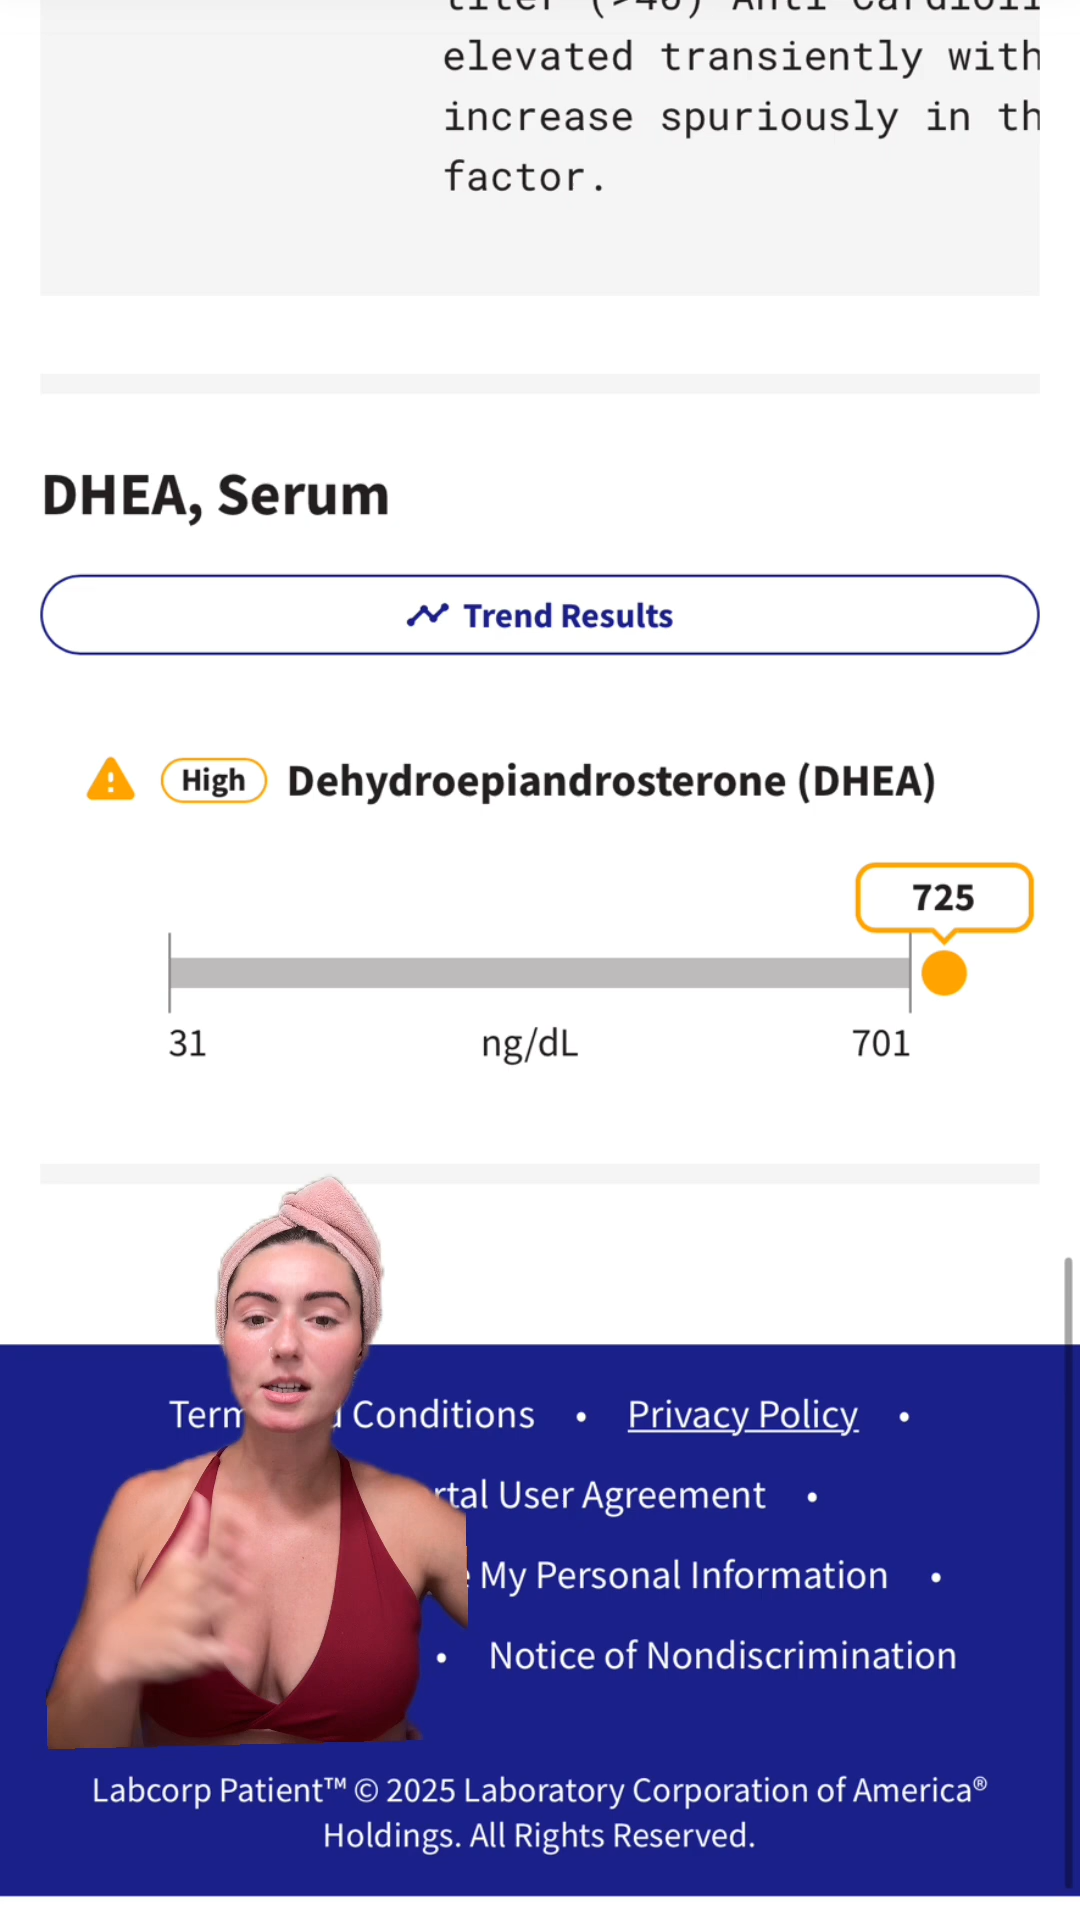 elevated transiently with
increase spuriously in th
factor.
DHEA, Serum
Trend Results
High Dehydroepiandrosterone (DHEA)
725
31 ng/dL 701
Conditions • Privacy Policy •
User Agreement •
My Personal Information •
• Notice of Nondiscrimination
Labcorp Patient™ © 2025 Laboratory Corporation of America®
Holdings. All Rights Reserved.